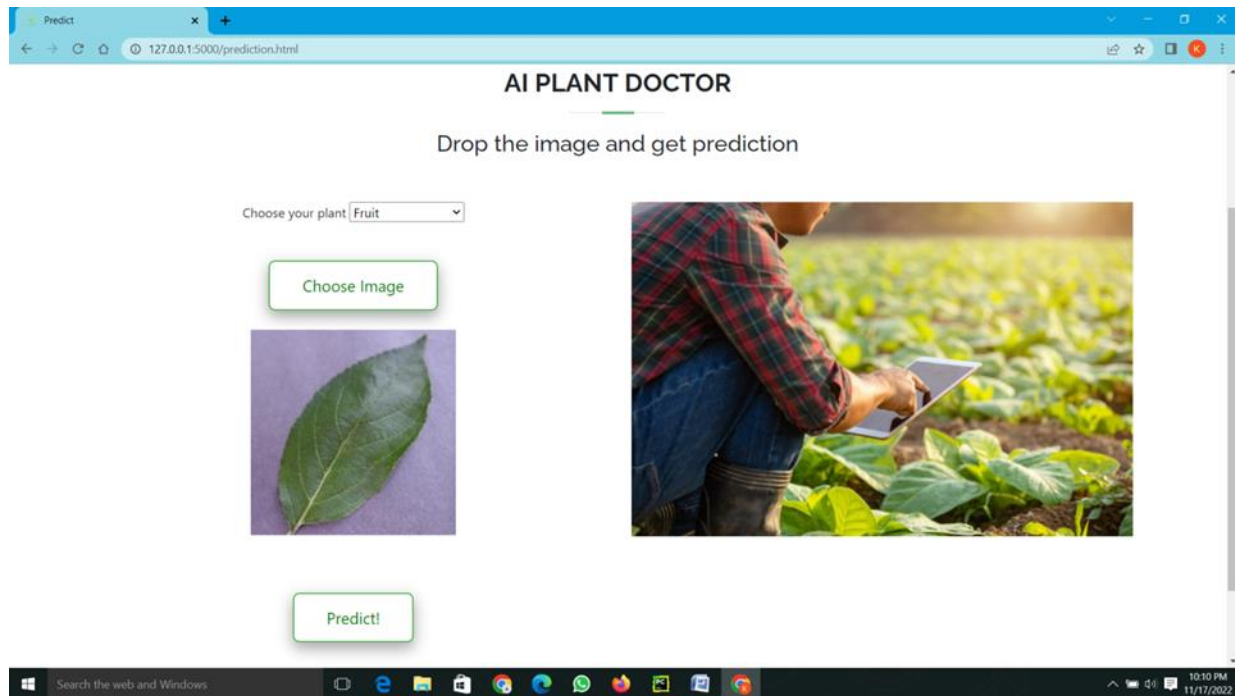 Predict
127.0.0.1:5000/prediction.html
K
AI PLANT DOCTOR
Drop the image and get prediction
Choose your plant Fruit
Choose Image
Predict!
Search the web and Windows
10:10 PM
11/17/2022